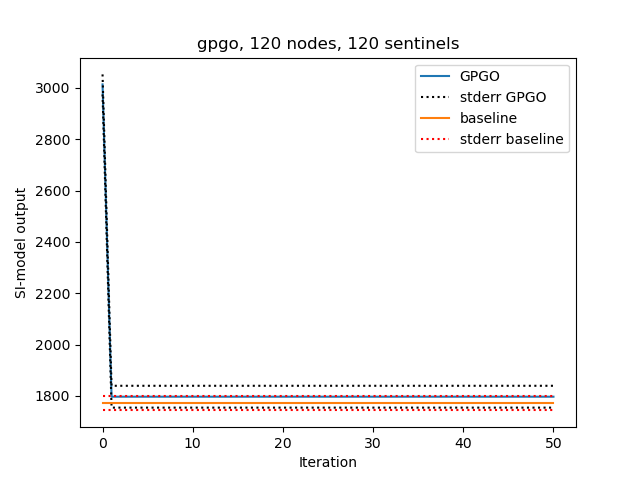 gpgo, 120 nodes, 120 sentinels
GPGO
stderr GPGO
baseline
stderr baseline
SI-model output
3000
2800
2600
2400
2200
2000
1800
0 10 20 30 40 50
Iteration